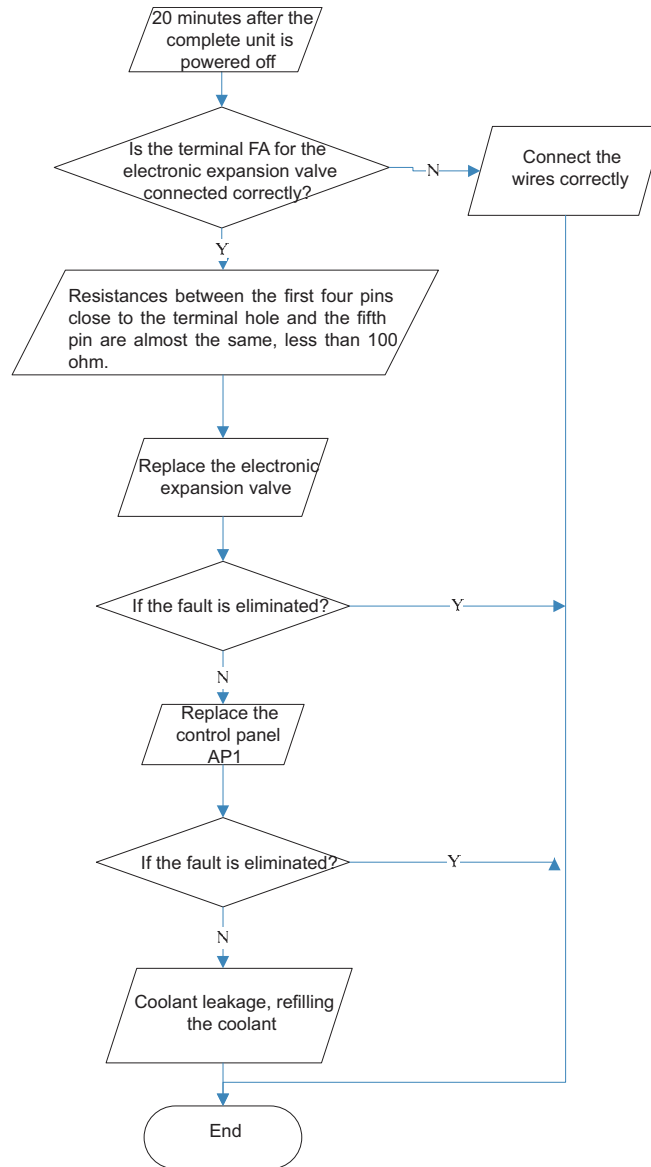 20 minutes after the
complete unit is
powered off
Is the terminal FA for the
electronic expansion valve
connected correctly?
N
Connect the
wires correctly
Y
Resistances between the first four pins
close to the terminal hole and the fifth
pin are almost the same, less than 100
ohm.
Replace the electronic
expansion valve
If the fault is eliminated?
Y
N
Replace the
control panel
AP1
If the fault is eliminated?
Y
N
Coolant leakage, refilling
the coolant
End